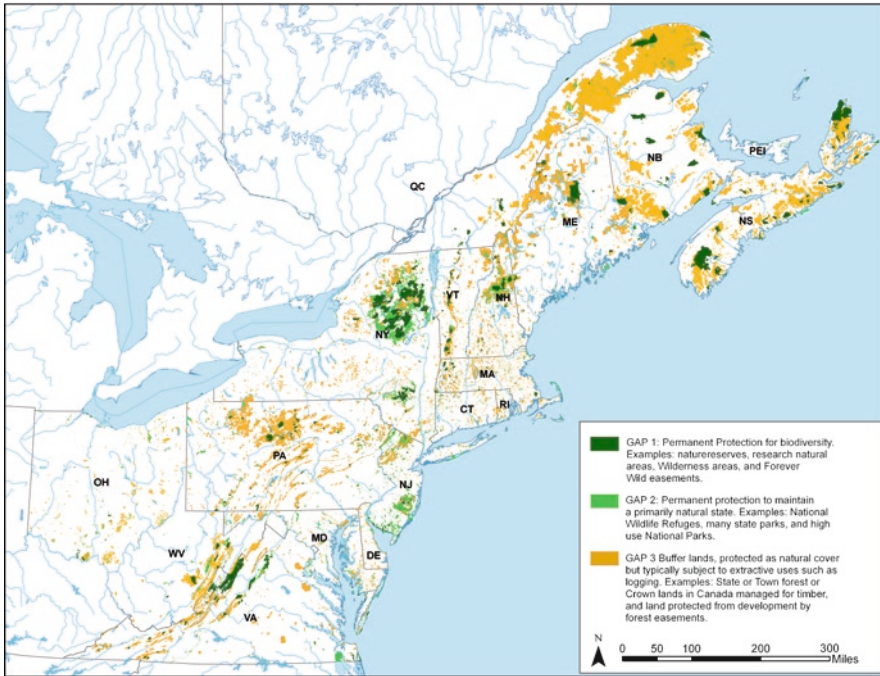 QC
NB
PEI
ME
NS
VT
NH
NY
MA
CT
RI
PA
OH
NJ
MD
WV
DE
VA
GAP 1: Permanent Protection for biodiversity.
Examples: naturereserves, research natural
areas, Wilderness areas, and Forever
Wild easements.
GAP 2: Permanent protection to maintain
a primarily natural state. Examples: National
Wildlife Refuges, many state parks, and high
use National Parks.
GAP 3 Buffer lands, protected as natural cover
but typically subject to extractive uses such as
logging. Examples: State or Town forest or
Crown lands in Canada managed for timber,
and land protected from development by
forest easements.
N
0 50 100 200 300
Miles